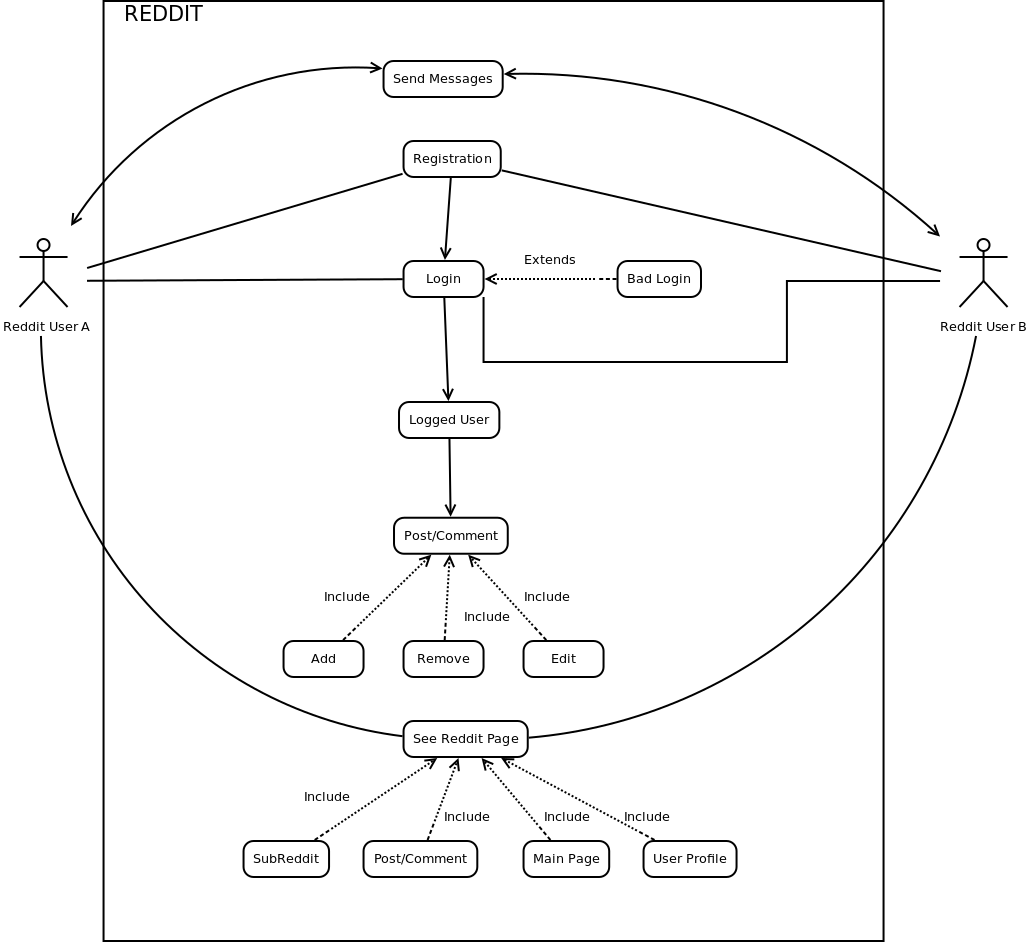 REDDIT
Send Messages
Registration
Extends
Login
Bad Login
Reddit User A
Reddit User B
Logged User
Post/Comment
Include
Include
Include
Add
Remove
Edit
See Reddit Page
Include
Include
Include
Include
SubReddit
Post/Comment
Main Page
User Profile